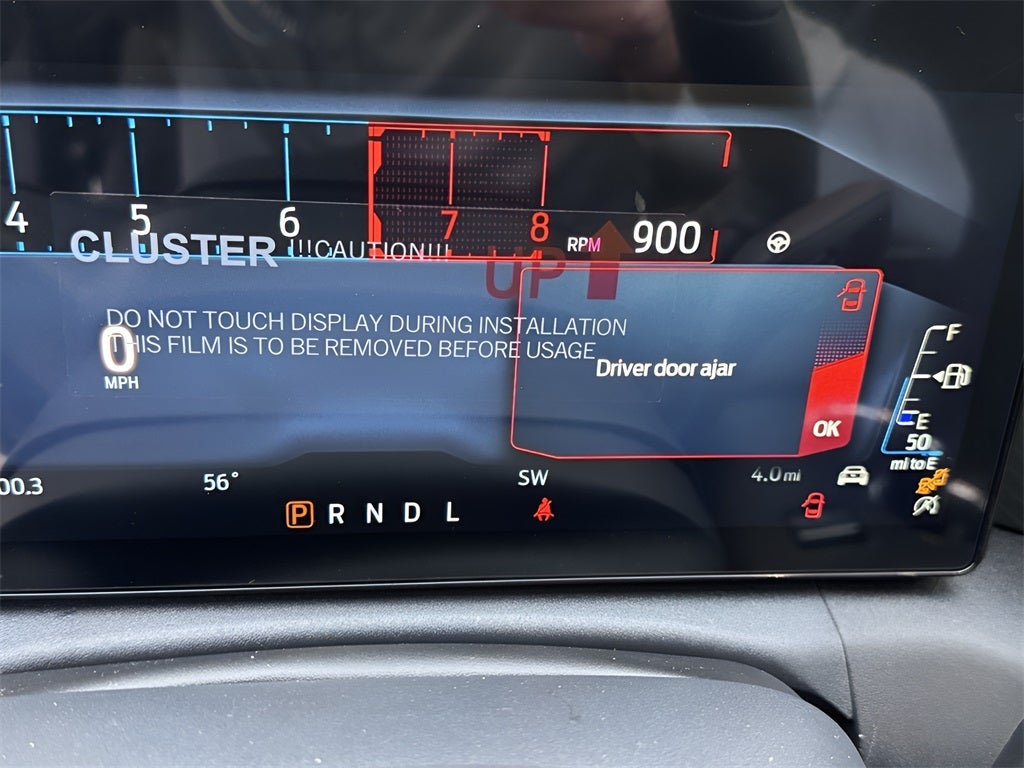 4 5 6 7 8 RPM 900
CLUSTER !!!CAUTION!!! UP
DO NOT TOUCH DISPLAY DURING INSTALLATION
THIS FILM IS TO BE REMOVED BEFORE USAGE
0
MPH
Driver door ajar
OK
F
E
50
mi to E
00.3 56° SW 4.0 mi
P R N D L